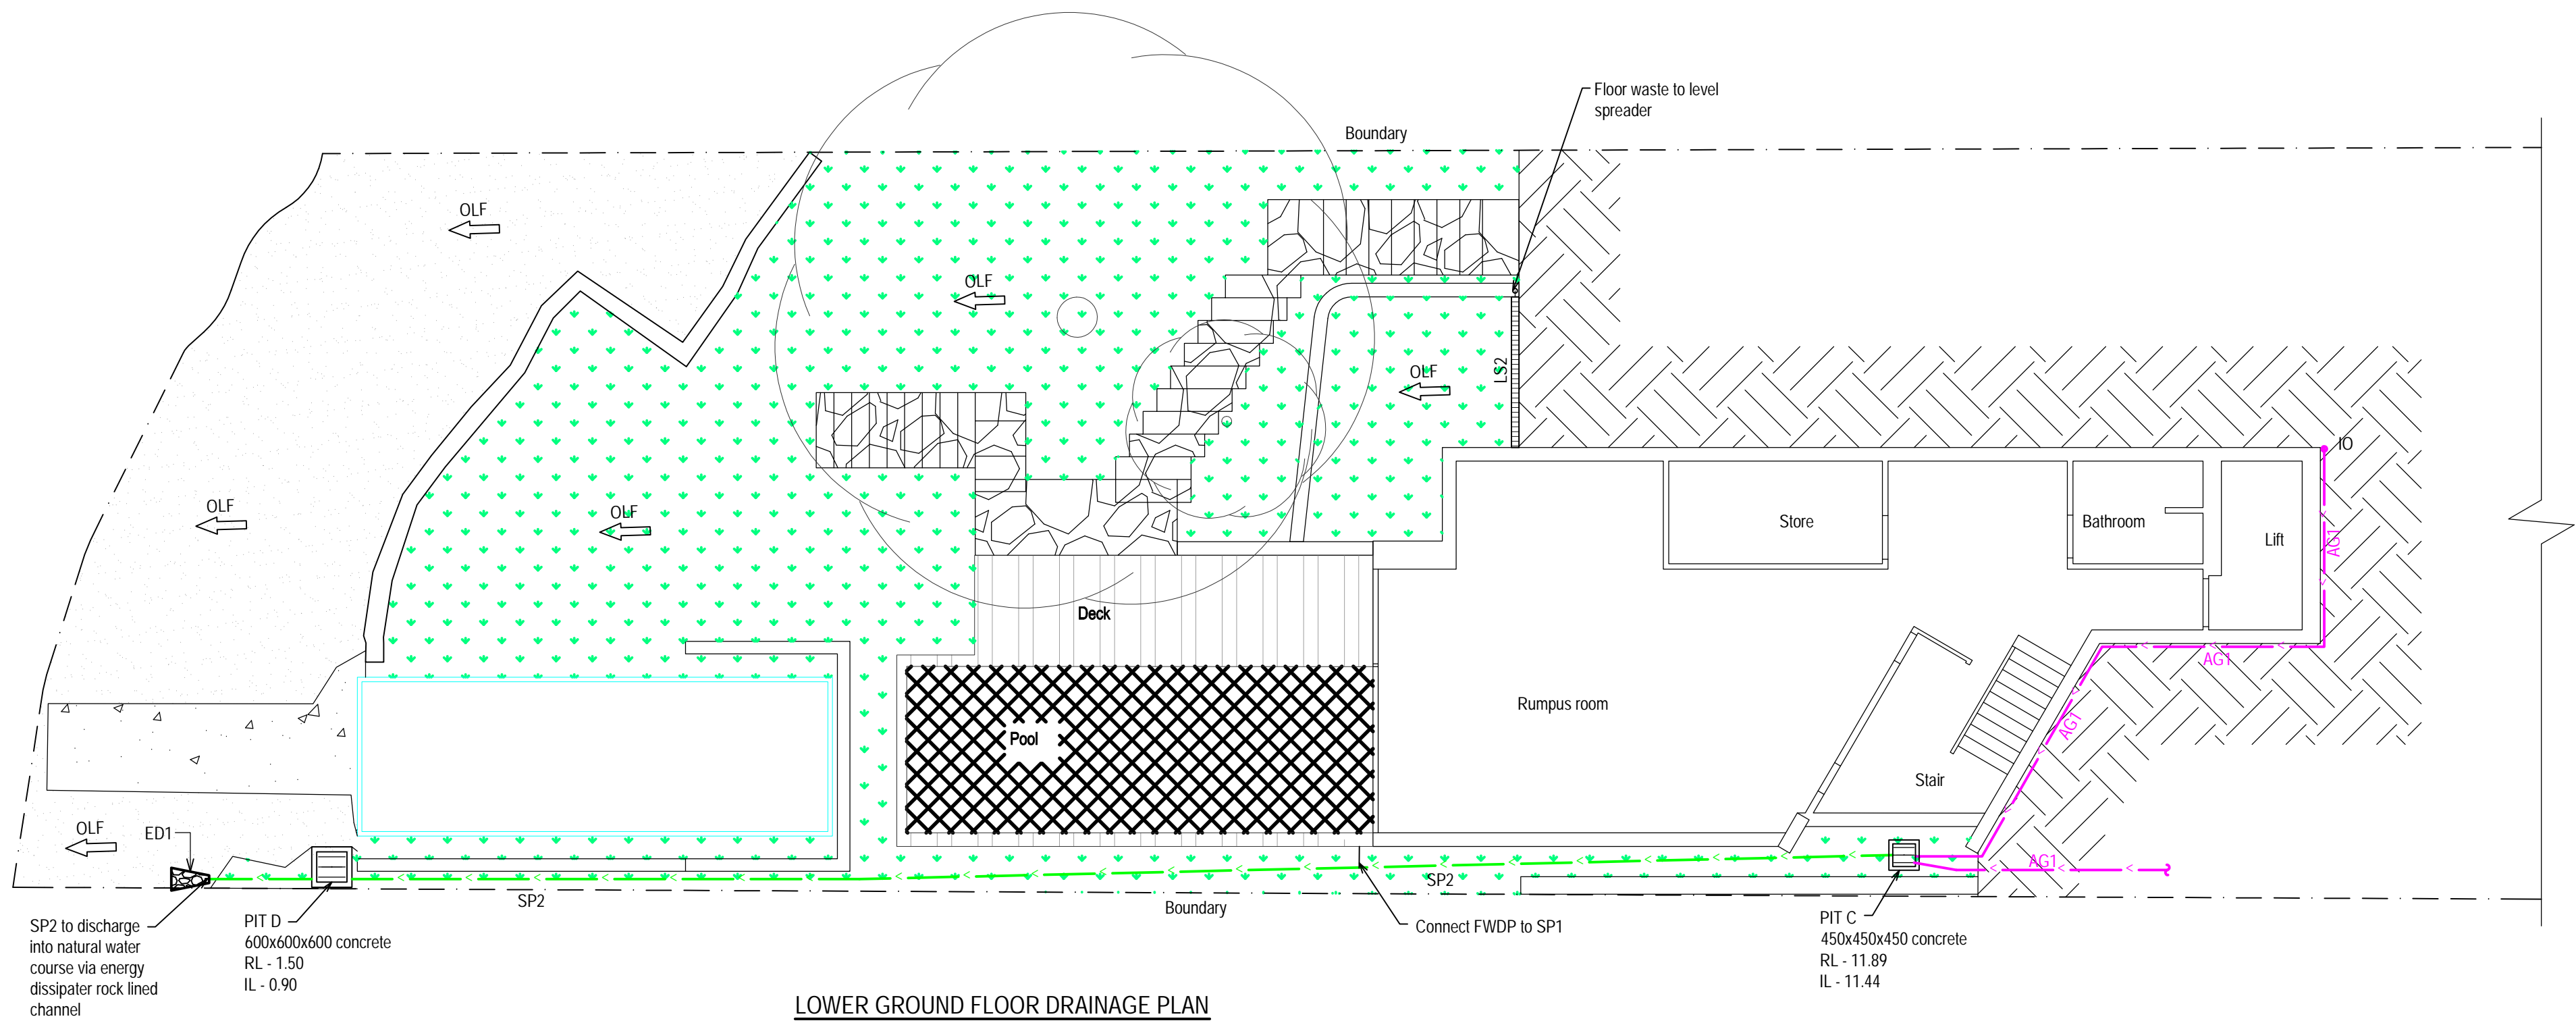 Floor waste to level
spreader
Boundary
OLF
OLF
OLF
LS2
IO
OLF
OLF
Store
Bathroom
Lift
AG1
Deck
AG1
Rumpus room
AG1
Pool
Stair
OLF
ED1
AG1
SP2
SP2
Boundary
SP2 to discharge
into natural water
course via energy
dissipater rock lined
channel
PIT D
600x600x600 concrete
RL - 1.50
IL - 0.90
Connect FWDP to SP1
PIT C
450x450x450 concrete
RL - 11.89
IL - 11.44
LOWER GROUND FLOOR DRAINAGE PLAN